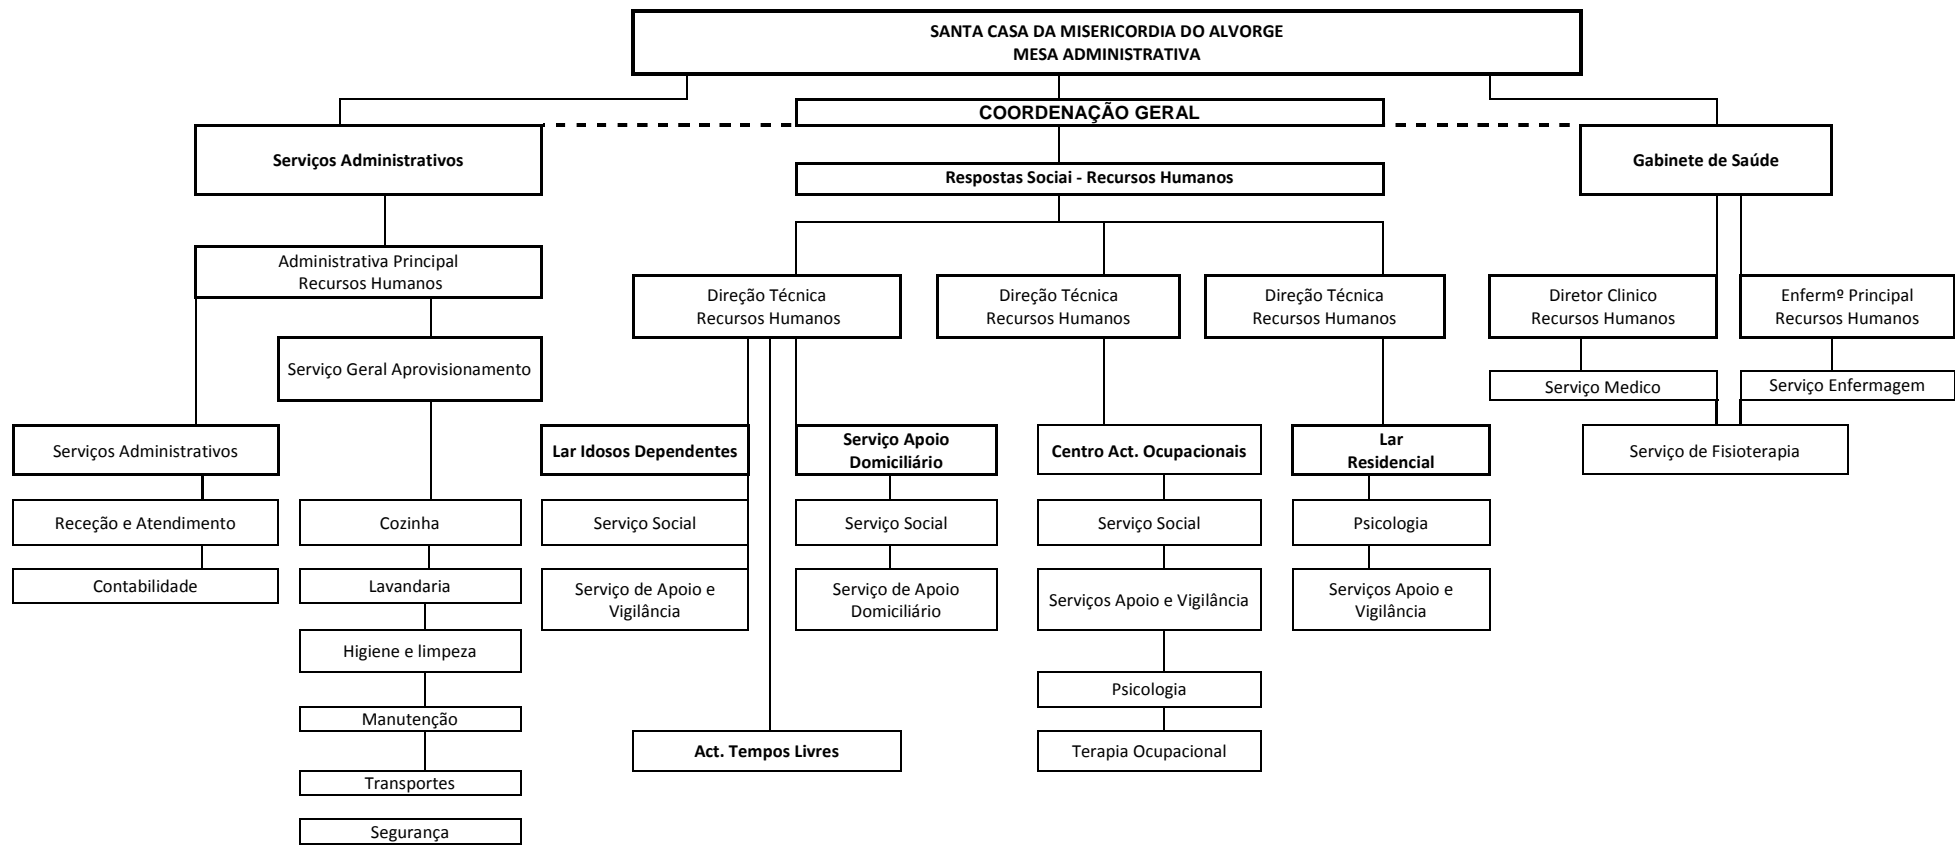 SANTA CASA DA MISERICORDIA DO ALVORGE
MESA ADMINISTRATIVA
COORDENAÇÃO GERAL
Serviços Administrativos
Respostas Sociai - Recursos Humanos
Gabinete de Saúde
Administrativa Principal
Recursos Humanos
Direção Técnica
Recursos Humanos
Direção Técnica
Recursos Humanos
Direção Técnica
Recursos Humanos
Diretor Clinico
Recursos Humanos
Enfermº Principal
Recursos Humanos
Serviço Geral Aprovisionamento
Serviço Medico
Serviço Enfermagem
Serviços Administrativos
Lar Idosos Dependentes
Serviço Apoio
Domiciliário
Centro Act. Ocupacionais
Lar
Residencial
Serviço de Fisioterapia
Receção e Atendimento
Cozinha
Serviço Social
Serviço Social
Serviço Social
Psicologia
Contabilidade
Lavandaria
Serviço de Apoio e
Vigilância
Serviço de Apoio
Domiciliário
Serviços Apoio e Vigilância
Serviços Apoio e
Vigilância
Higiene e limpeza
Psicologia
Manutenção
Act. Tempos Livres
Terapia Ocupacional
Transportes
Segurança